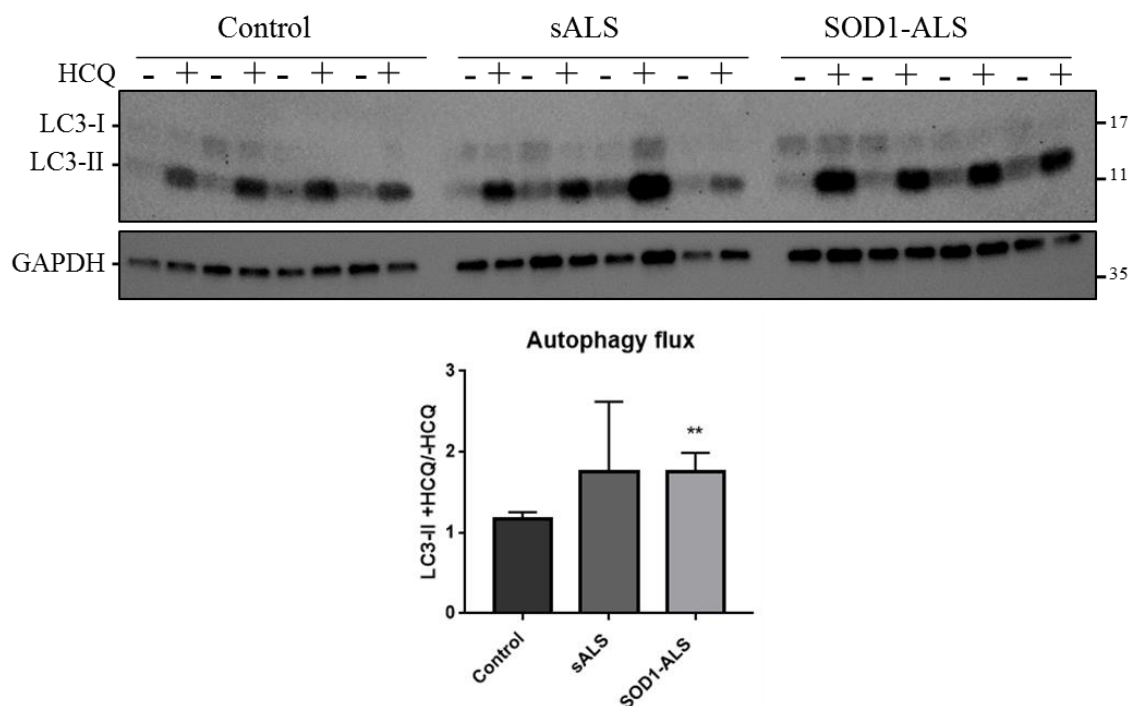 Control sALS SOD1-ALS
HCQ - + - + - + - + - + - + - + - + - + - + - + - +
LC3-I 17
LC3-II 11
GAPDH 35
Autophagy flux
LC3-II +HCQ/-HCQ
3
2
1
0
**
Control sALS SOD1-ALS